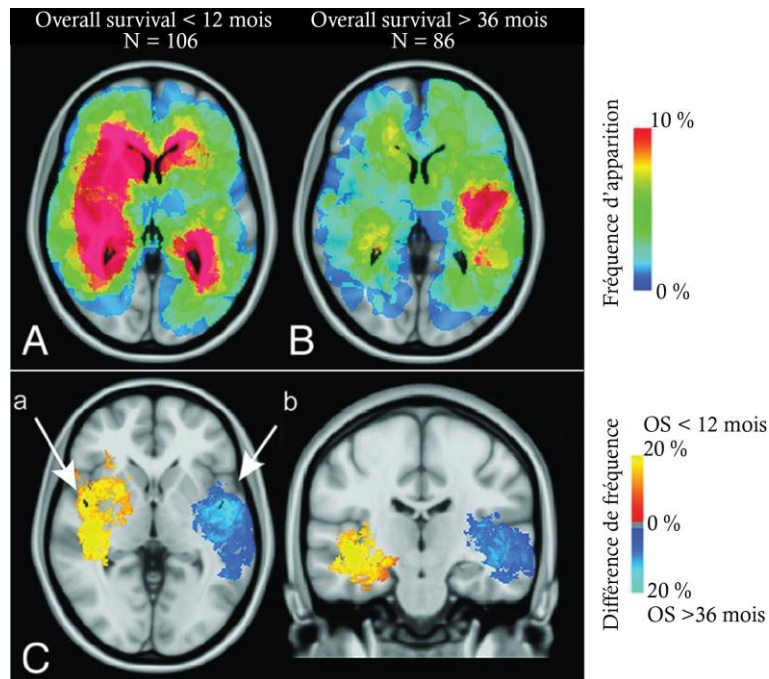 Overall survival < 12 mois
N = 106
Overall survival > 36 mois
N = 86
A
B
10 %
Fréquence d'apparition
0 %
a
b
C
OS < 12 mois
20 %
Différence de fréquence
0 %
20 %
OS >36 mois